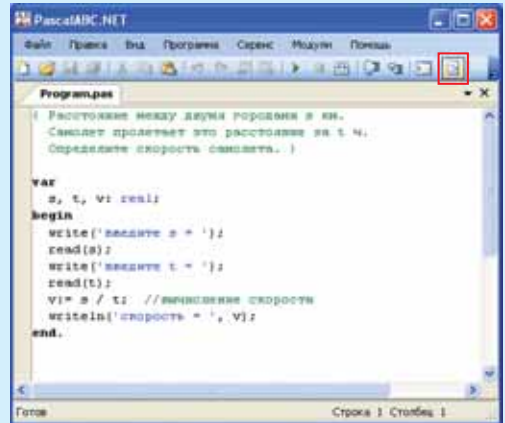 PascalABC.NET
Файл Правка Вид Программа Сервис Модули Помощь
Program.pas
{ Расстояние между двумя городами s км.
Самолет пролетает это расстояние за t ч.
Определите скорость самолета. }
var
s, t, v: real;
begin
write('введите s = ');
read(s);
write('введите t = ');
read(t);
v:= s / t; //вычисление скорости
writeln('скорость = ', v);
end.
Готов Строка 1 Столбец 1